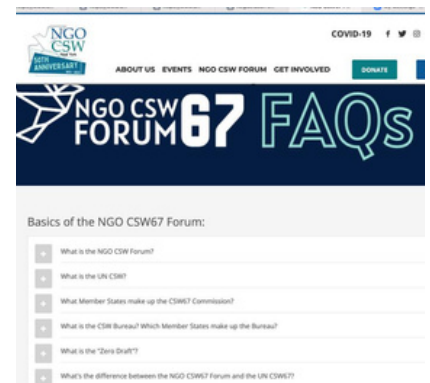 NGO
CSW
50TH
ANNIVERSARY
COVID-19
ABOUT US EVENTS NGO CSW FORUM GET INVOLVED
DONATE
NGO CSW
FORUM 67 FAQs
Basics of the NGO CSW67 Forum:
+ What is the NGO CSW Forum?
+ What is the UN CSW?
+ What Member States make up the CSW67 Commission?
+ What is the CSW Bureau? Which Member States make up the Bureau?
+ What is the "Zero Draft"?
+ What's the difference between the NGO CSW67 Forum and the UN CSW67?